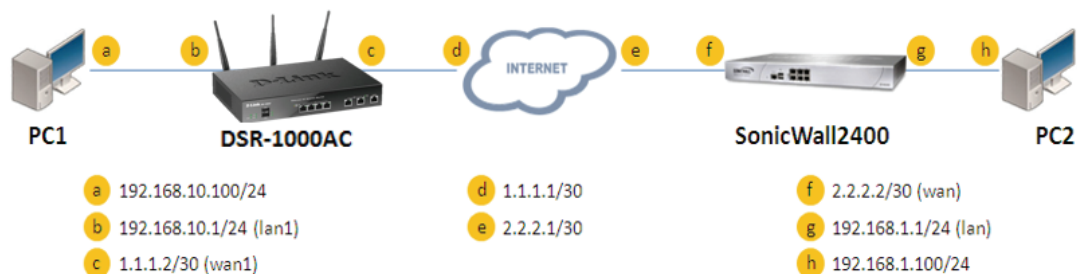 a
b
c
d
INTERNET
e
f
g
h
D-Link
PC1
DSR-1000AC
SonicWall2400
PC2
a 192.168.10.100/24
b 192.168.10.1/24 (lan1)
c 1.1.1.2/30 (wan1)
d 1.1.1.1/30
e 2.2.2.1/30
f 2.2.2.2/30 (wan)
g 192.168.1.1/24 (lan)
h 192.168.1.100/24